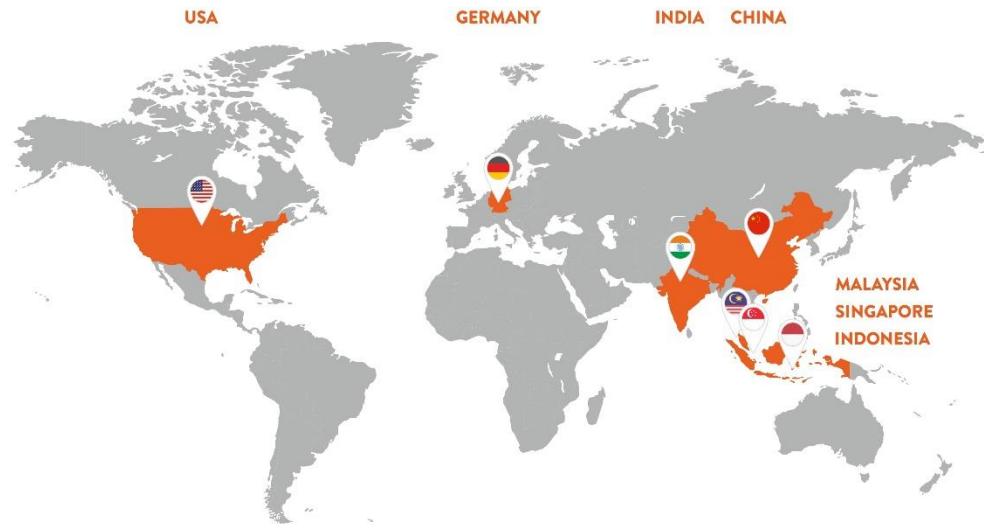 USA
GERMANY
INDIA
CHINA
MALAYSIA
SINGAPORE
INDONESIA